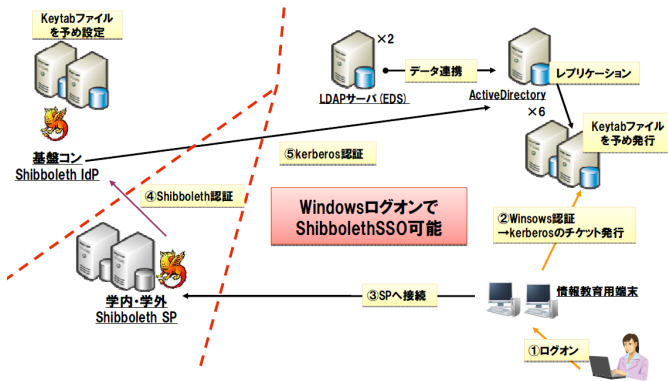 Keytabファイル
を予め設定
×2
データ連携
レプリケーション
LDAPサーバ(EDS)
ActiveDirectory
×6
Keytabファイル
を予め発行
基盤コン
Shibboleth IdP
⑤kerberos認証
④Shibboleth認証
Windowsログオンで
ShibbolethSSO可能
②Winsows認証
→kerberosのチケット発行
学内・学外
Shibboleth SP
③SPへ接続
情報教育用端末
①ログオン